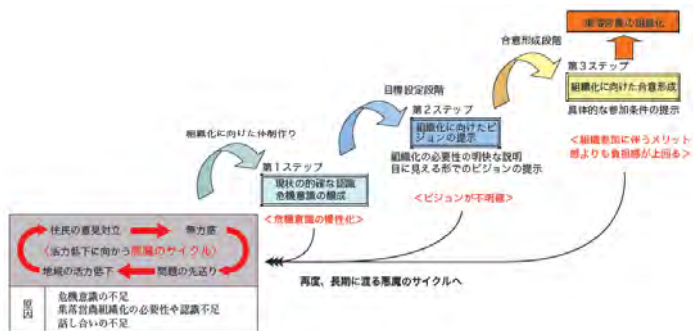 集落営農の組織化
合意形成段階
第3ステップ
組織化に向けた合意形成
具体的な参加条件の提示
＜組織参加に伴うメリット
感よりも負担感が上回る＞
目標設定段階
第2ステップ
組織化に向けたビ
ジョンの提示
組織化の必要性の明快な説明
目に見える形でのビジョンの提示
＜ビジョンが不明確＞
組織化に向けた体制作り
第1ステップ
現状の的確な認識
危機意識の醸成
＜危機意識の慢性化＞
住民の意見対立
無力感
＜活力低下に向かう悪魔のサイクル＞
地域の活力低下
問題の先送り
再度、長期に渡る悪魔のサイクルへ
原因
危機意識の不足
集落営農組織化の必要性や認識不足
話し合いの不足